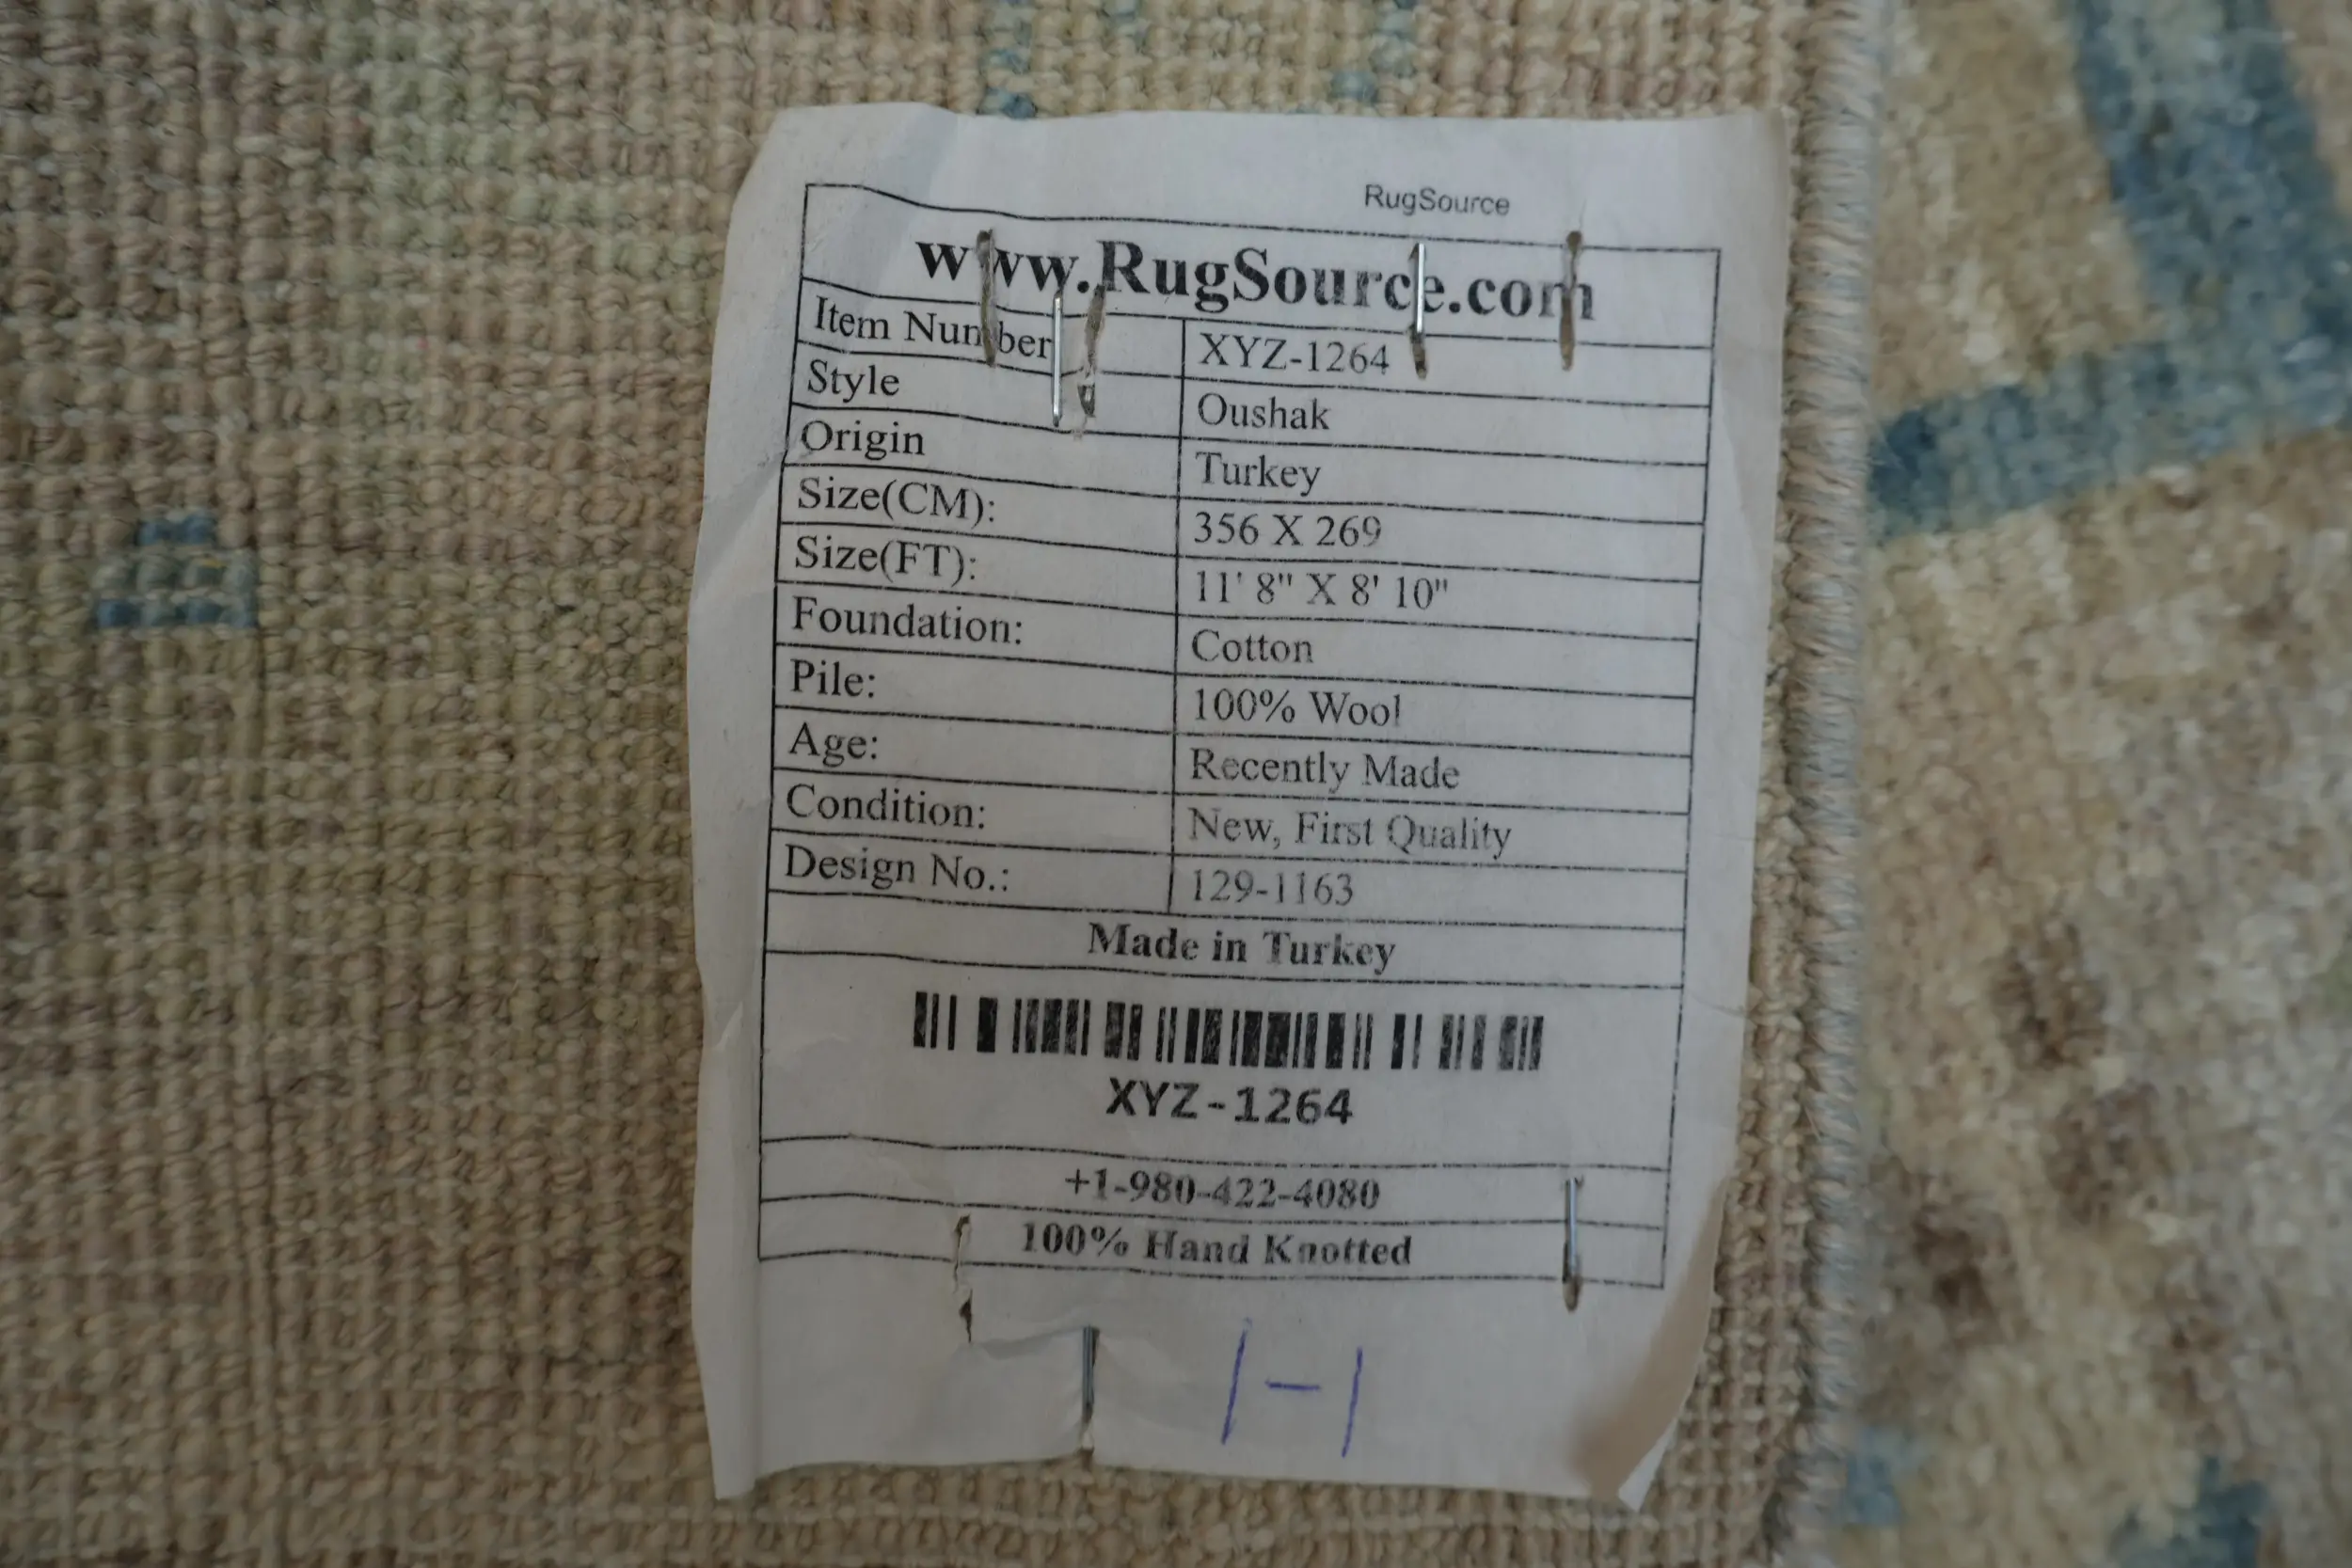 RugSource
www.RugSource.com
Item Number XYZ-1264
Style Oushak
Origin Turkey
Size(CM): 356 X 269
Size(FT): 11' 8" X 8' 10"
Foundation: Cotton
Pile: 100% Wool
Age: Recently Made
Condition: New, First Quality
Design No.: 129-1163
Made in Turkey
XYZ-1264
+1-980-422-4080
100% Hand Knotted
1-1